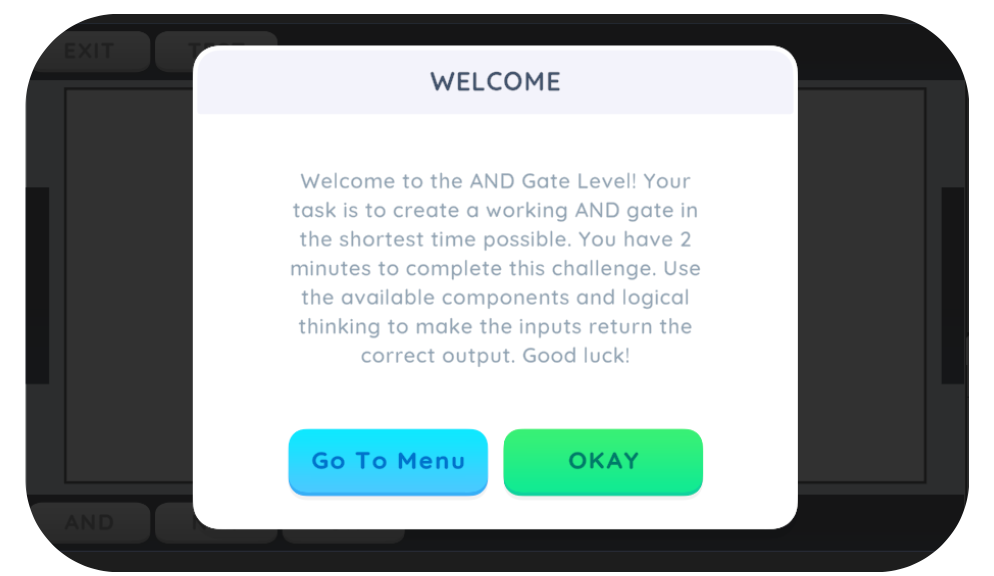 EXIT
WELCOME
Welcome to the AND Gate Level! Your
task is to create a working AND gate in
the shortest time possible. You have 2
minutes to complete this challenge. Use
the available components and logical
thinking to make the inputs return the
correct output. Good luck!
Go To Menu
OKAY
AND